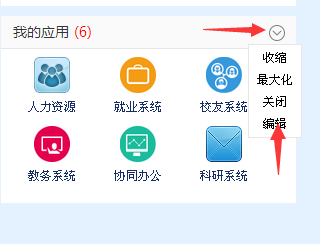 我的应用 (6)
收缩
最大化
关闭
编辑
人力资源 就业系统 校友系统
教务系统 协同办公 科研系统